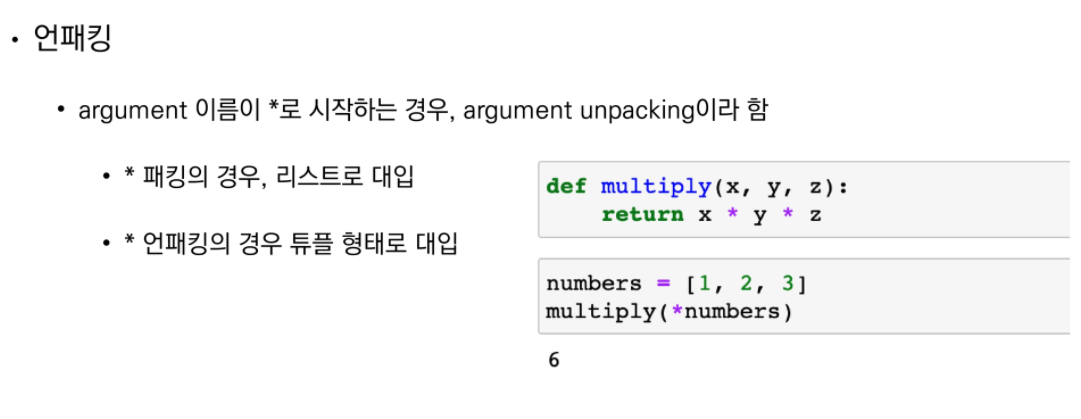 • 언패킹
• argument 이름이 *로 시작하는 경우, argument unpacking이라 함
• * 패킹의 경우, 리스트로 대입
• * 언패킹의 경우 튜플 형태로 대입
def multiply(x, y, z):
    return x * y * z
numbers = [1, 2, 3]
multiply(*numbers)
6